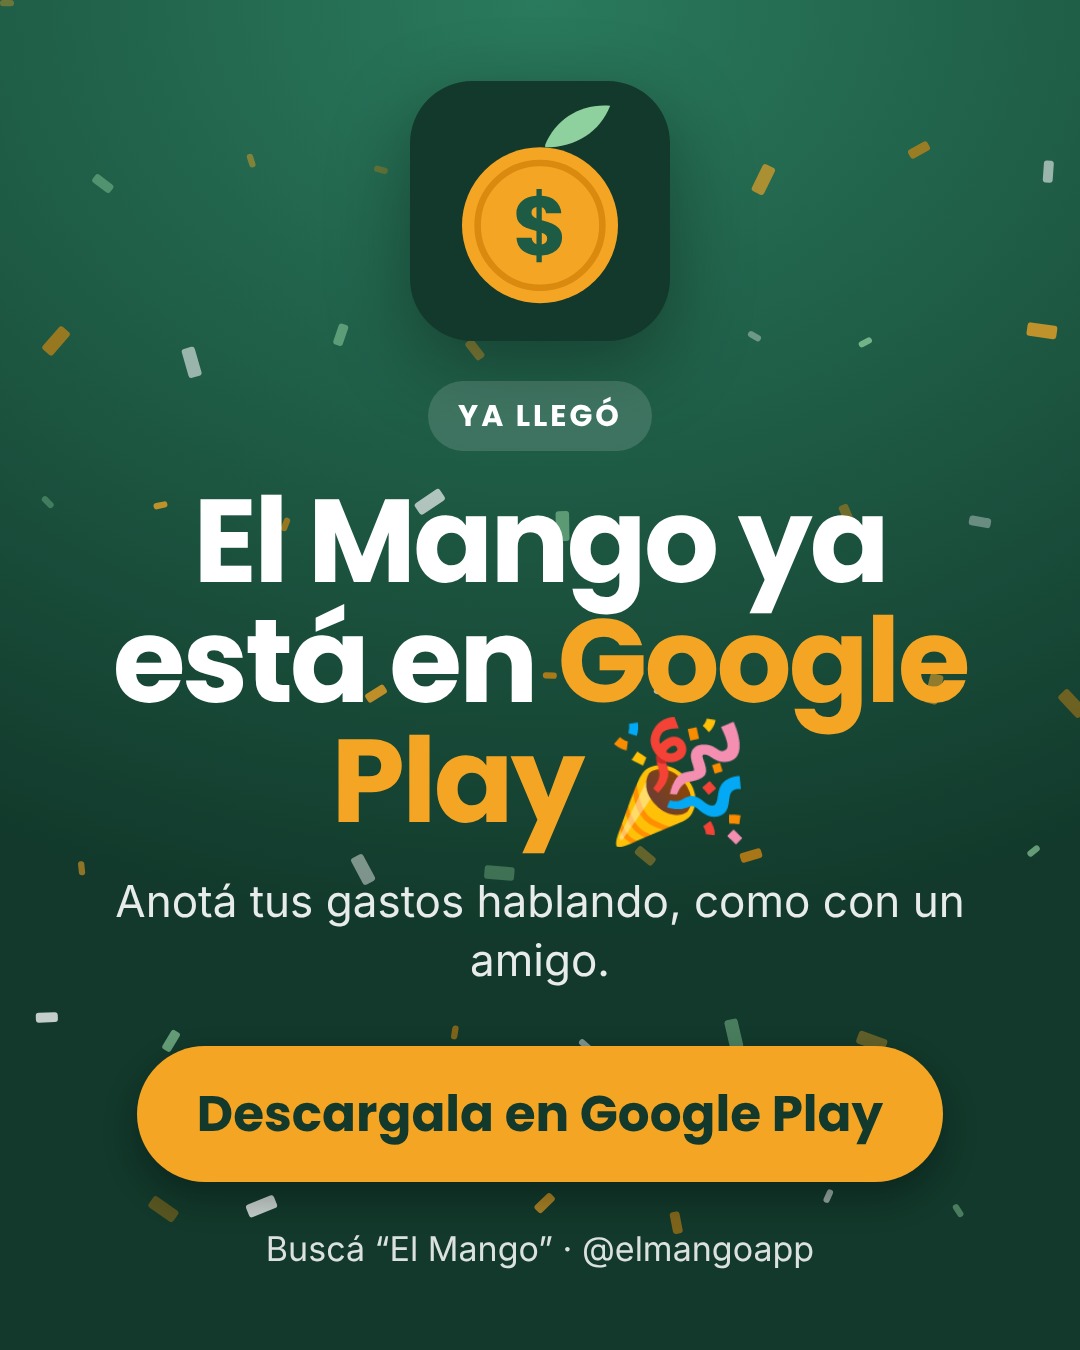 $
YA LLEGÓ
El Mango ya
está en Google
Play 🎉
Anotá tus gastos hablando, como con un
amigo.
Descargala en Google Play
Buscá “El Mango” · @elmangoapp